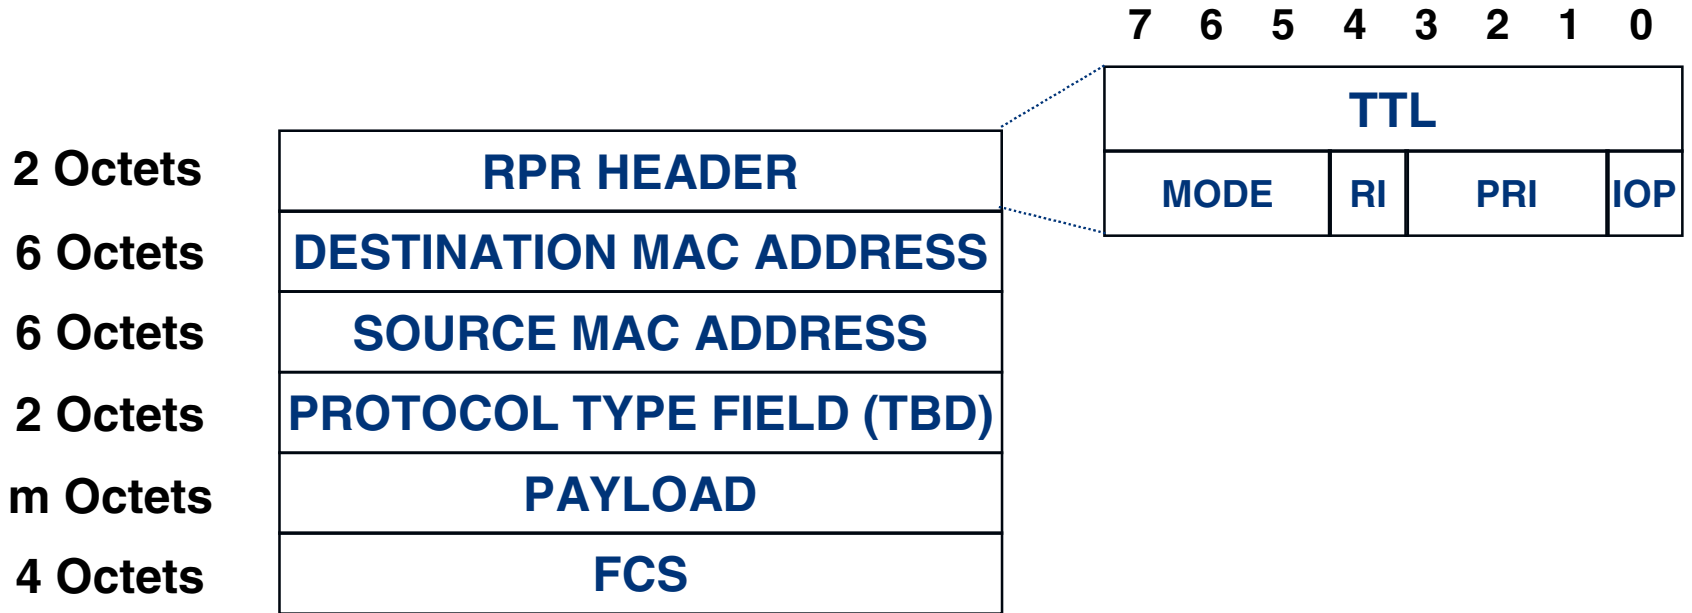 7 6 5 4 3 2 1 0
TTL
MODE RI PRI IOP
2 Octets RPR HEADER
6 Octets DESTINATION MAC ADDRESS
6 Octets SOURCE MAC ADDRESS
2 Octets PROTOCOL TYPE FIELD (TBD)
m Octets PAYLOAD
4 Octets FCS